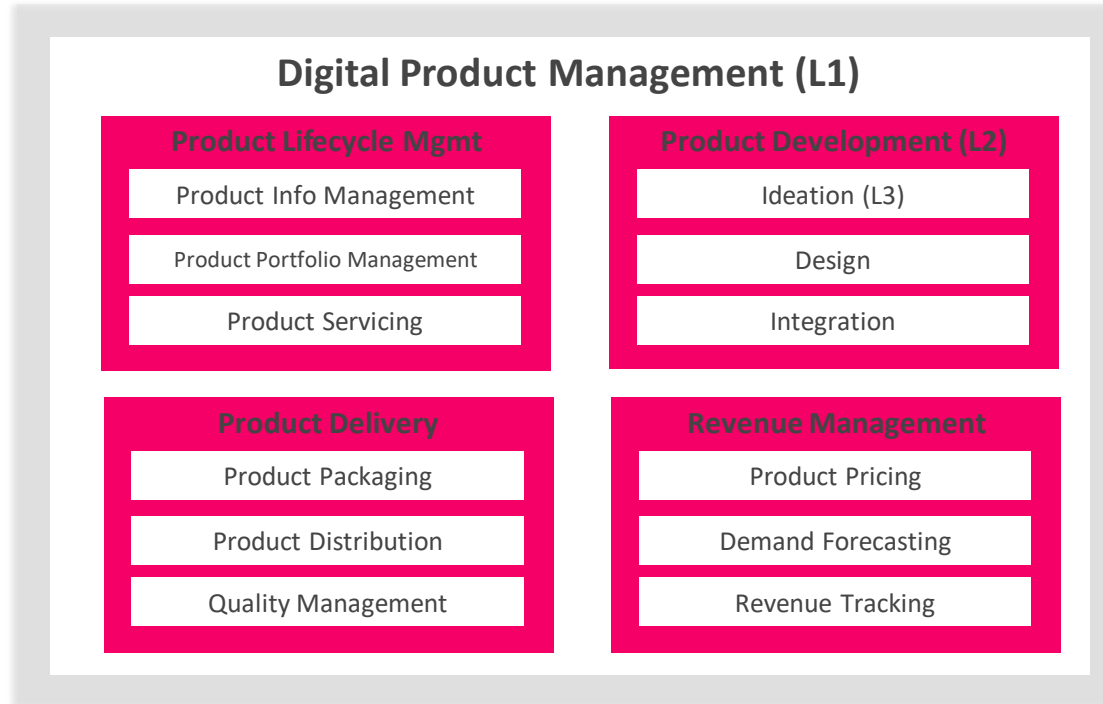 Digital Product Management (L1)
Product Lifecycle Mgmt
Product Info Management
Product Portfolio Management
Product Servicing
Product Development (L2)
Ideation (L3)
Design
Integration
Product Delivery
Product Packaging
Product Distribution
Quality Management
Revenue Management
Product Pricing
Demand Forecasting
Revenue Tracking